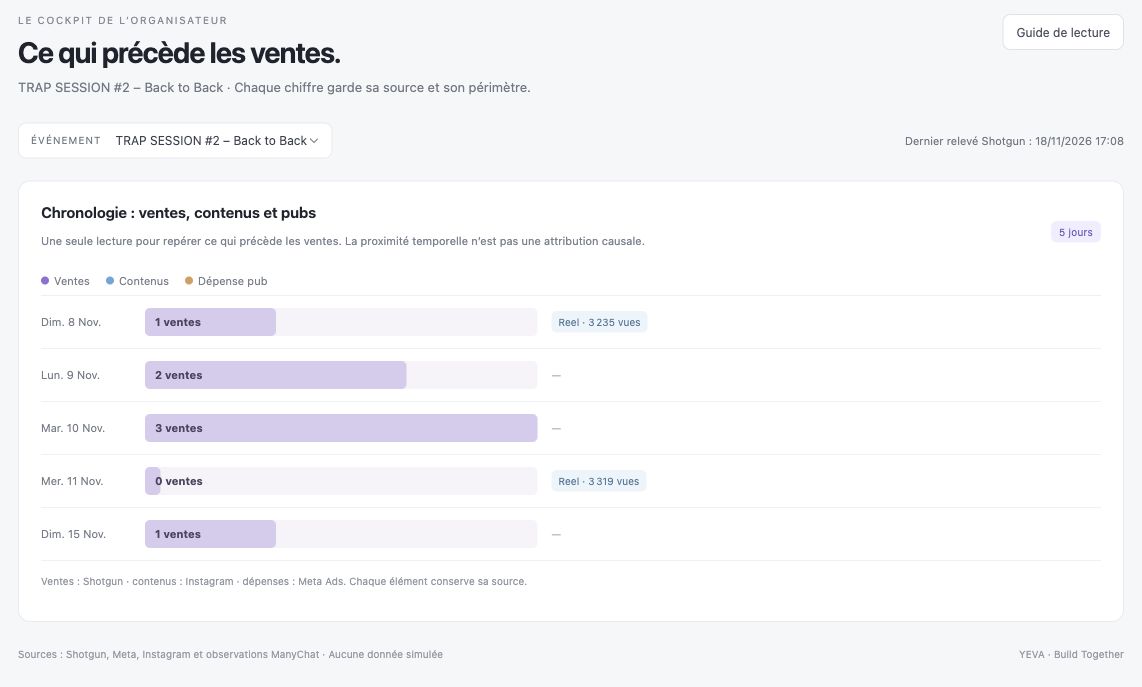 LE COCKPIT DE L'ORGANISATEUR
Ce qui précède les ventes.
TRAP SESSION #2 – Back to Back · Chaque chiffre garde sa source et son périmètre.
Guide de lecture
ÉVÉNEMENT TRAP SESSION #2 – Back to Back
Dernier relevé Shotgun : 18/11/2026 17:08
Chronologie : ventes, contenus et pubs
Une seule lecture pour repérer ce qui précède les ventes. La proximité temporelle n'est pas une attribution causale.
5 jours
Ventes Contenus Dépense pub
Dim. 8 Nov. 1 ventes Reel · 3 235 vues
Lun. 9 Nov. 2 ventes —
Mar. 10 Nov. 3 ventes —
Mer. 11 Nov. 0 ventes Reel · 3 319 vues
Dim. 15 Nov. 1 ventes —
Ventes : Shotgun · contenus : Instagram · dépenses : Meta Ads. Chaque élément conserve sa source.
Sources : Shotgun, Meta, Instagram et observations ManyChat · Aucune donnée simulée
YEVA · Build Together